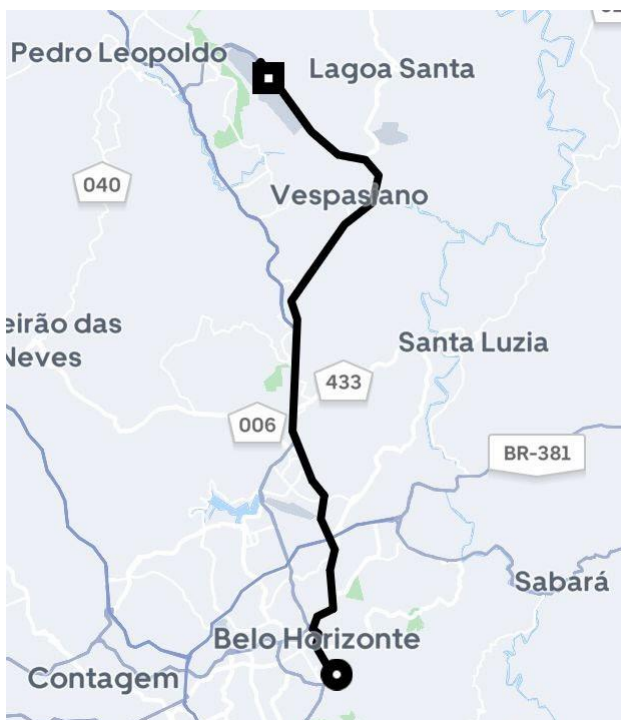 Pedro Leopoldo
Lagoa Santa
040
Vespasiano
eirão das
Neves
Santa Luzia
433
006
BR-381
Sabará
Belo Horizonte
Contagem